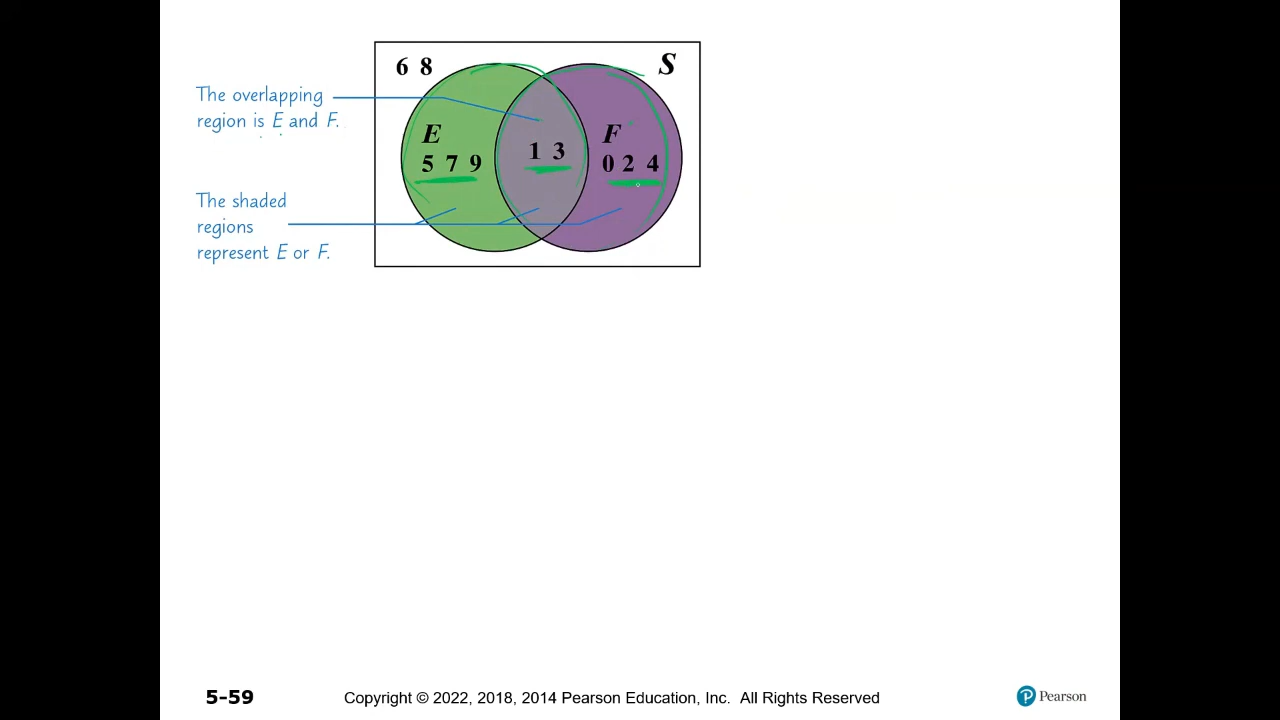 6 8
S
The overlapping
region is E and F.
E
F
5 7 9
1 3
0 2 4
The shaded
regions
represent E or F.
5-59
Copyright © 2022, 2018, 2014 Pearson Education, Inc. All Rights Reserved
P Pearson